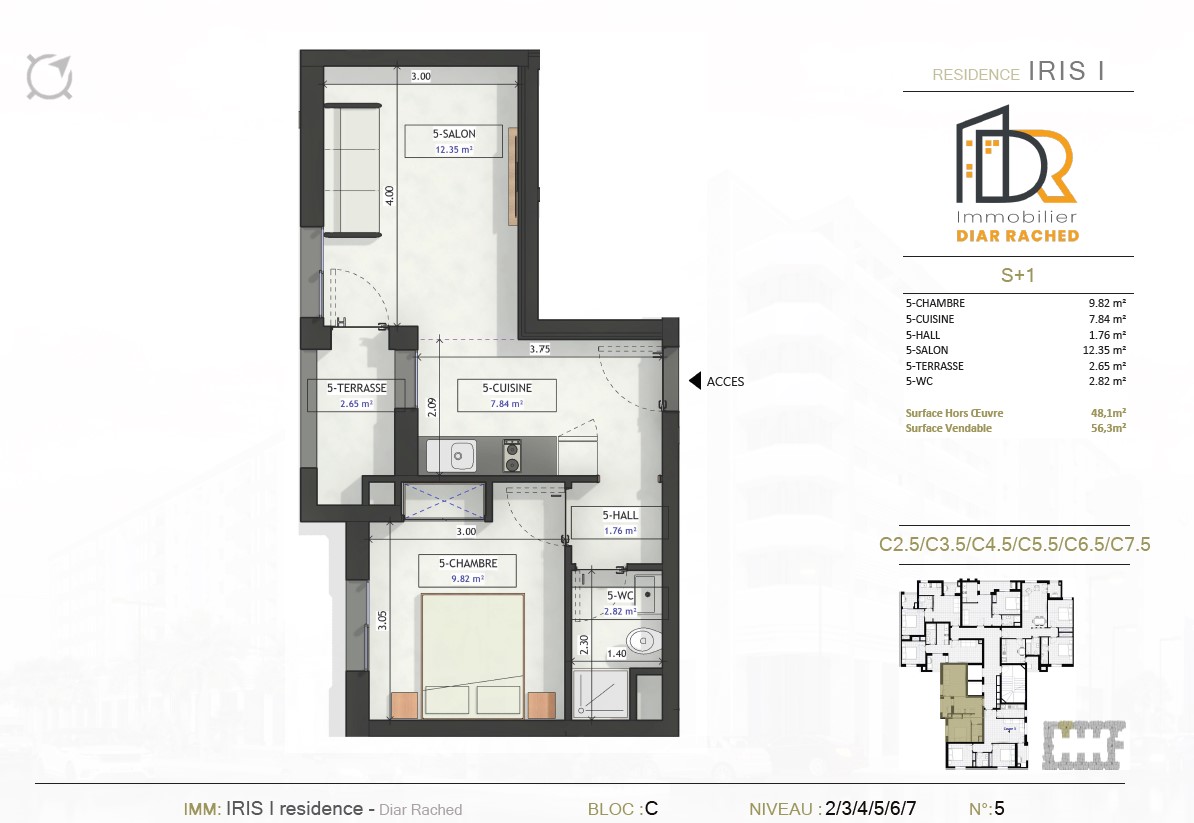 RESIDENCE IRIS I
DR
Immobilier
DIAR RACHED
S+1
5-CHAMBRE 9.82 m²
5-CUISINE 7.84 m²
5-HALL 1.76 m²
5-SALON 12.35 m²
5-TERRASSE 2.65 m²
5-WC 2.82 m²
Surface Hors Œuvre 48,1m²
Surface Vendable 56,3m²
C2.5/C3.5/C4.5/C5.5/C6.5/C7.5
3.00
5-SALON
12.35 m²
4.00
3.75
5-TERRASSE
2.65 m²
2.09
5-CUISINE
7.84 m²
ACCES
3.00
5-HALL
1.76 m²
5-CHAMBRE
9.82 m²
3.05
5-WC
2.82 m²
2.30
1.40
IMM: IRIS I residence - Diar Rached BLOC :C NIVEAU : 2/3/4/5/6/7 N°:5